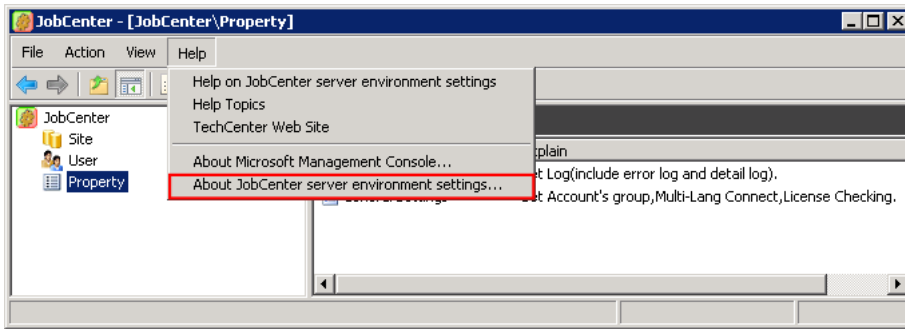 JobCenter - [JobCenter\Property]
File Action View Help
Help on JobCenter server environment settings
Help Topics
TechCenter Web Site
About Microsoft Management Console...
About JobCenter server environment settings...
JobCenter
Site
User
Property
Log(include error log and detail log).
Account's group,Multi-Lang Connect,License Checking.